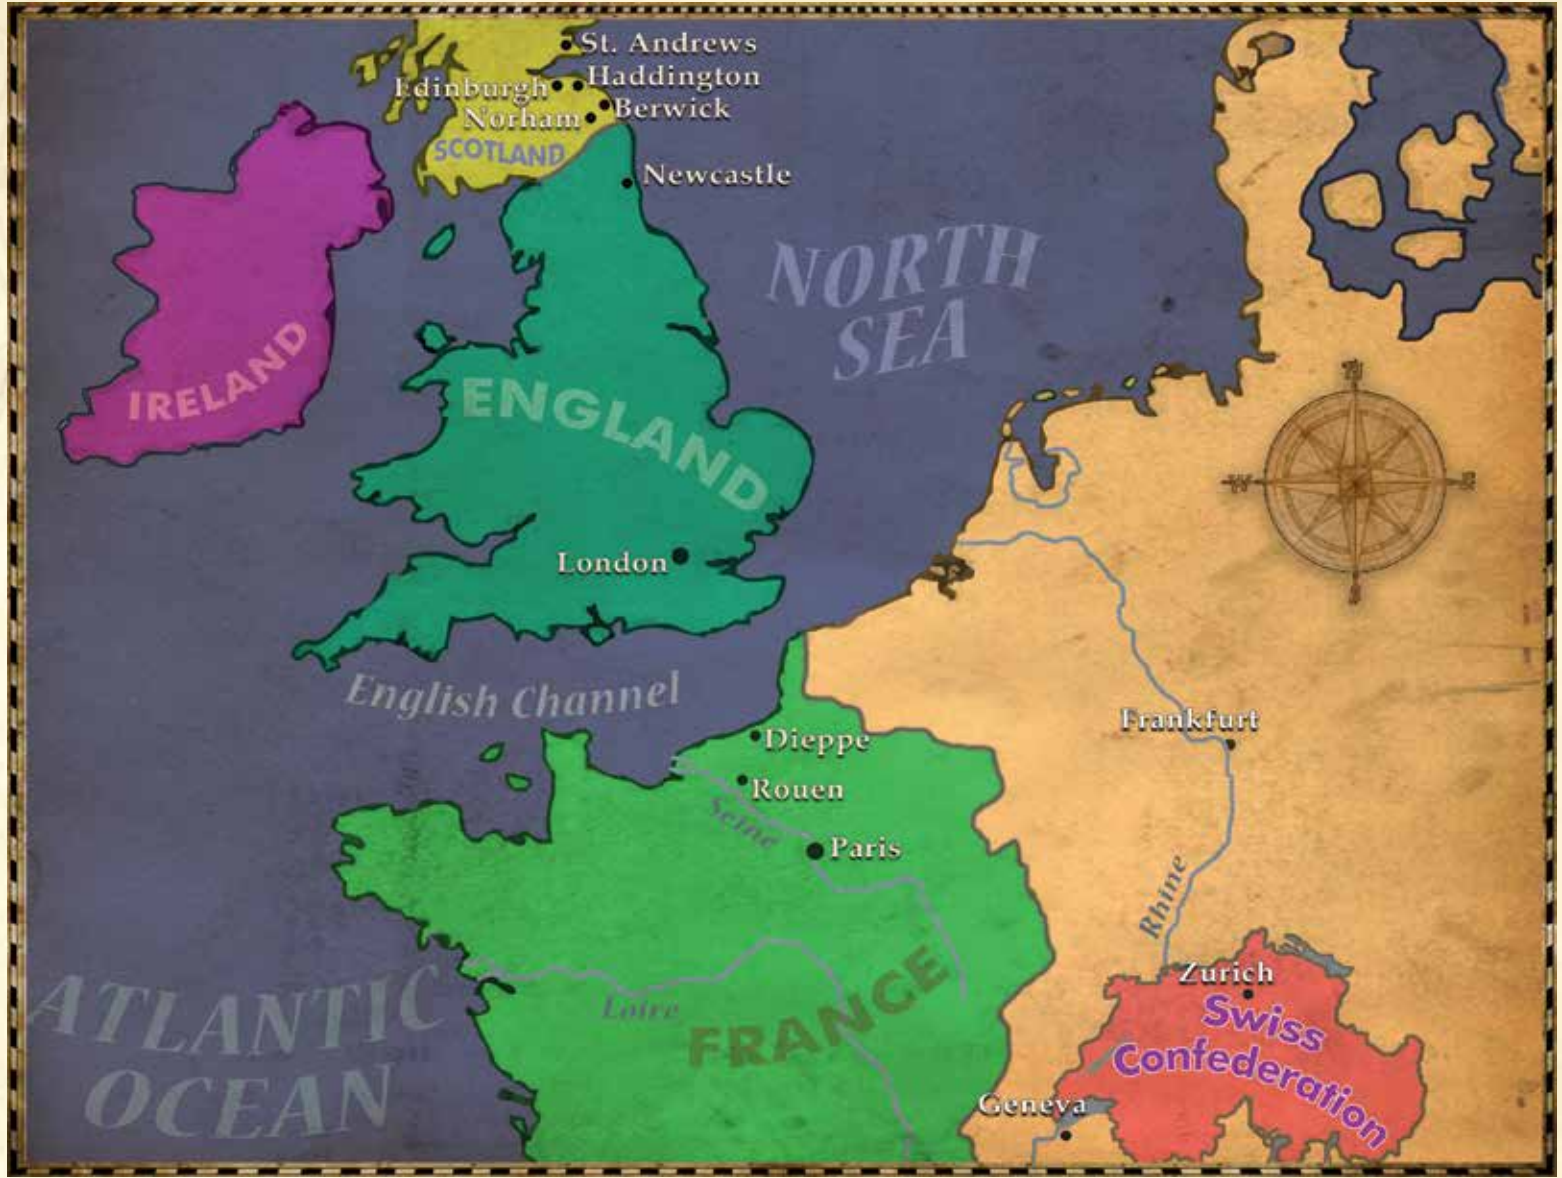 St. Andrews
Haddington
Edinburgh
Berwick
Norham
SCOTLAND
Newcastle
NORTH
SEA
IRELAND
ENGLAND
N
W
E
S
London
English Channel
Frankfurt
Dieppe
Rouen
Seine
Paris
Rhine
Zurich
ATLANTIC
OCEAN
Loire
FRANCE
Swiss
Confederation
Geneva